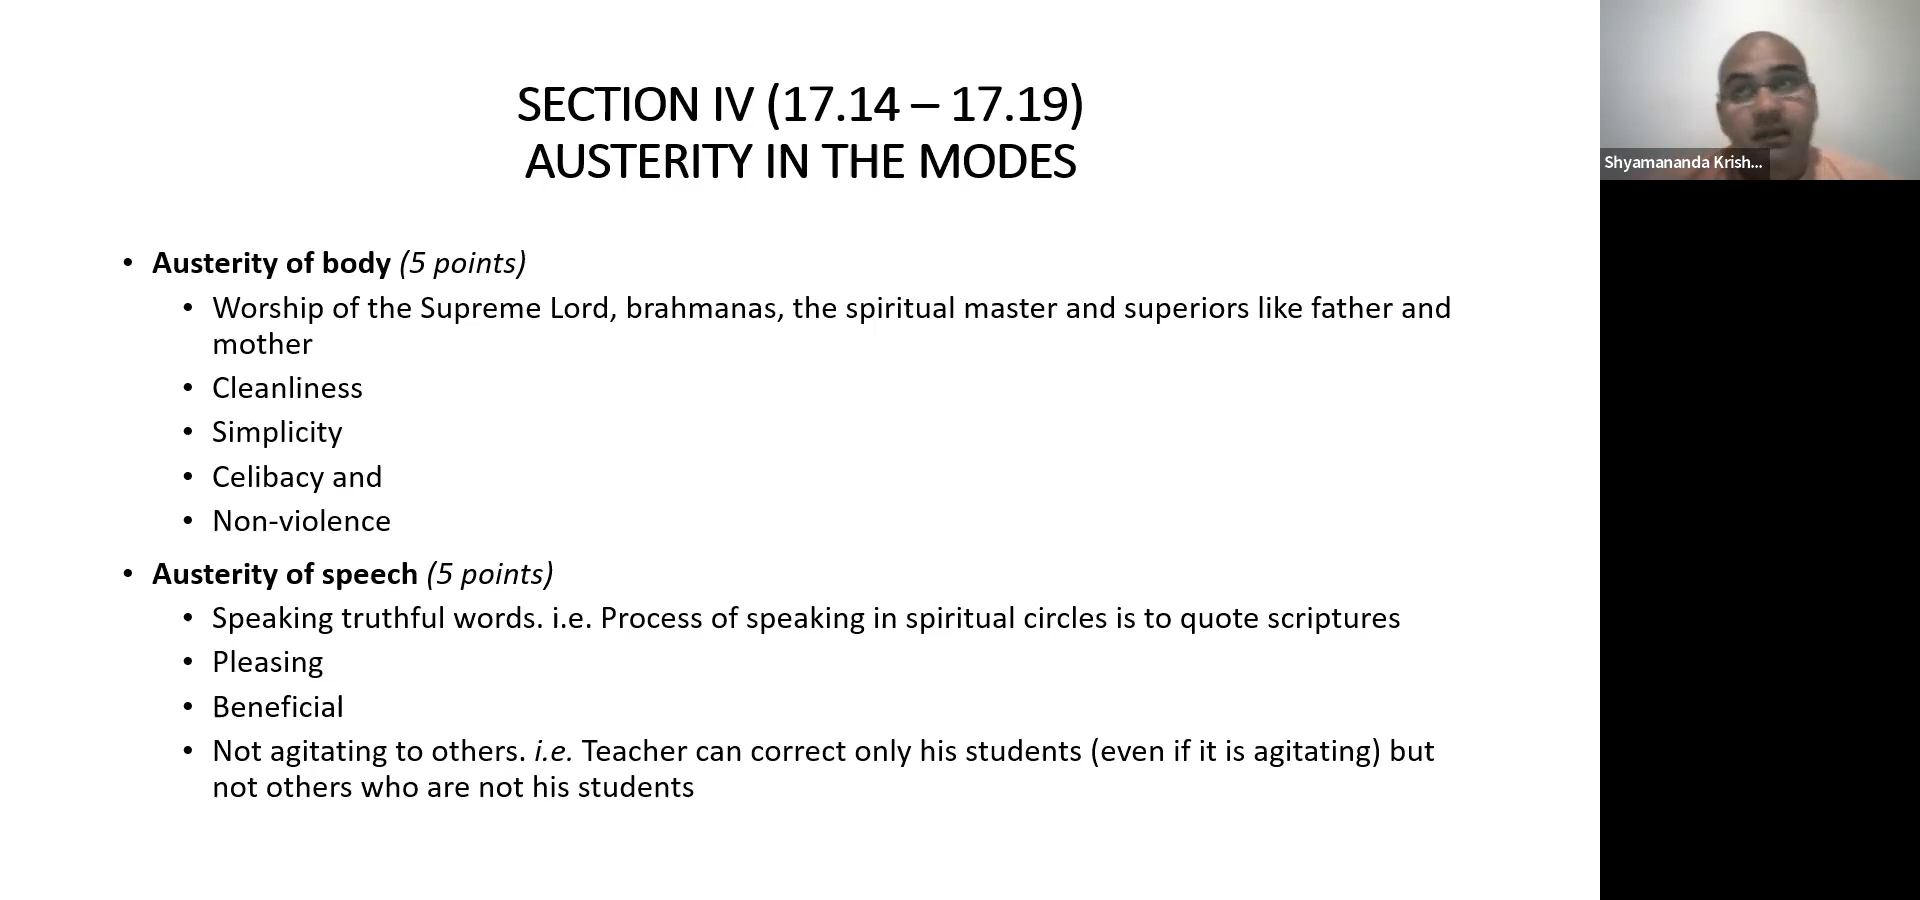 SECTION IV (17.14 – 17.19)
AUSTERITY IN THE MODES
• Austerity of body (5 points)
• Worship of the Supreme Lord, brahmanas, the spiritual master and superiors like father and
mother
• Cleanliness
• Simplicity
• Celibacy and
• Non-violence
• Austerity of speech (5 points)
• Speaking truthful words. i.e. Process of speaking in spiritual circles is to quote scriptures
• Pleasing
• Beneficial
• Not agitating to others. i.e. Teacher can correct only his students (even if it is agitating) but
not others who are not his students
Shyamananda Krish...